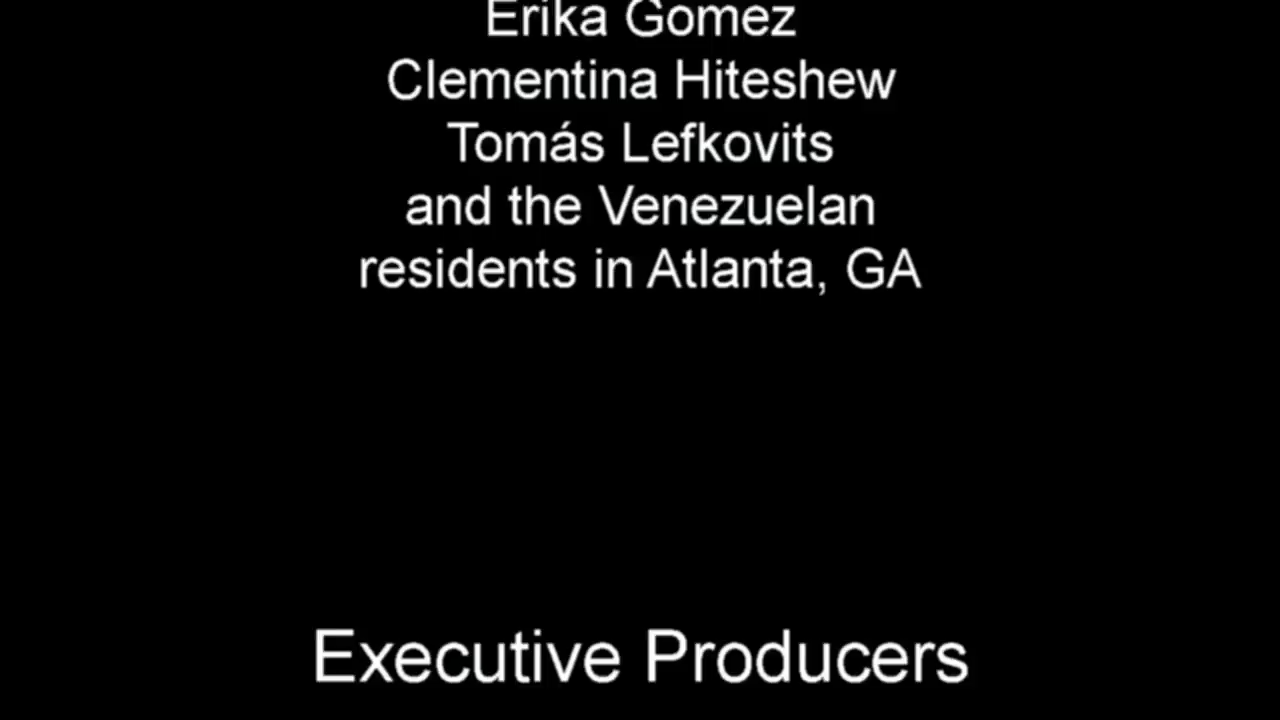 Erika Gomez
Clementina Hiteshew
Tomás Lefkovits
and the Venezuelan
residents in Atlanta, GA
Executive Producers